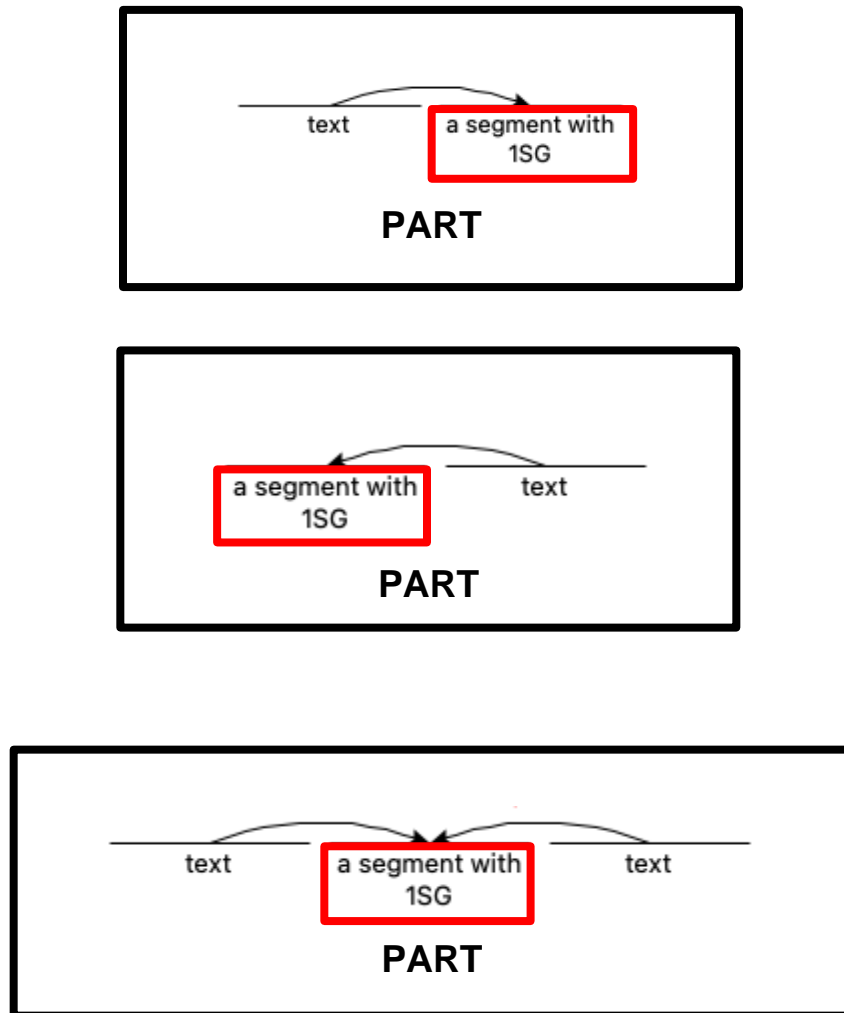 text a segment with
1SG
PART
a segment with text
1SG
PART
text a segment with text
1SG
PART